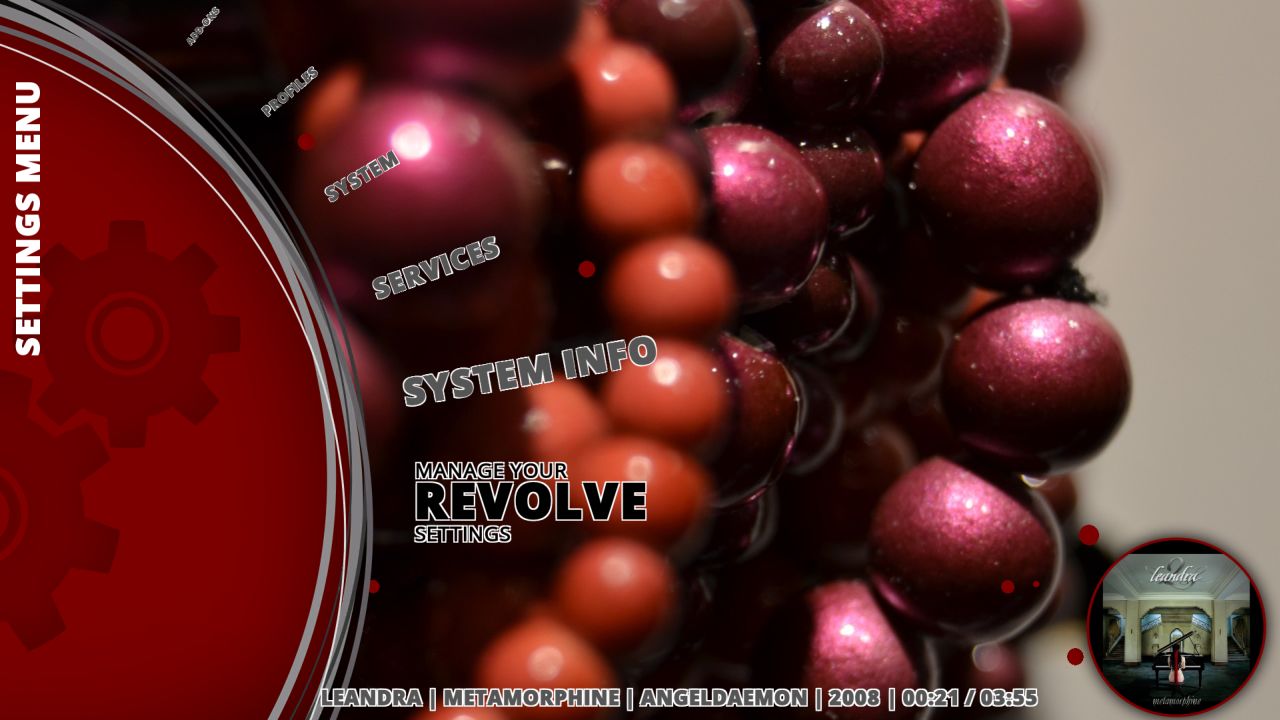 ADD-ONS
PROFILES
SETTINGS MENU
SYSTEM
SERVICES
SYSTEM INFO
MANAGE YOUR
REVOLVE
SETTINGS
leandra
metamorphine
LEANDRA | METAMORPHINE | ANGELDAEMON | 2008 | 00:21 / 03:55